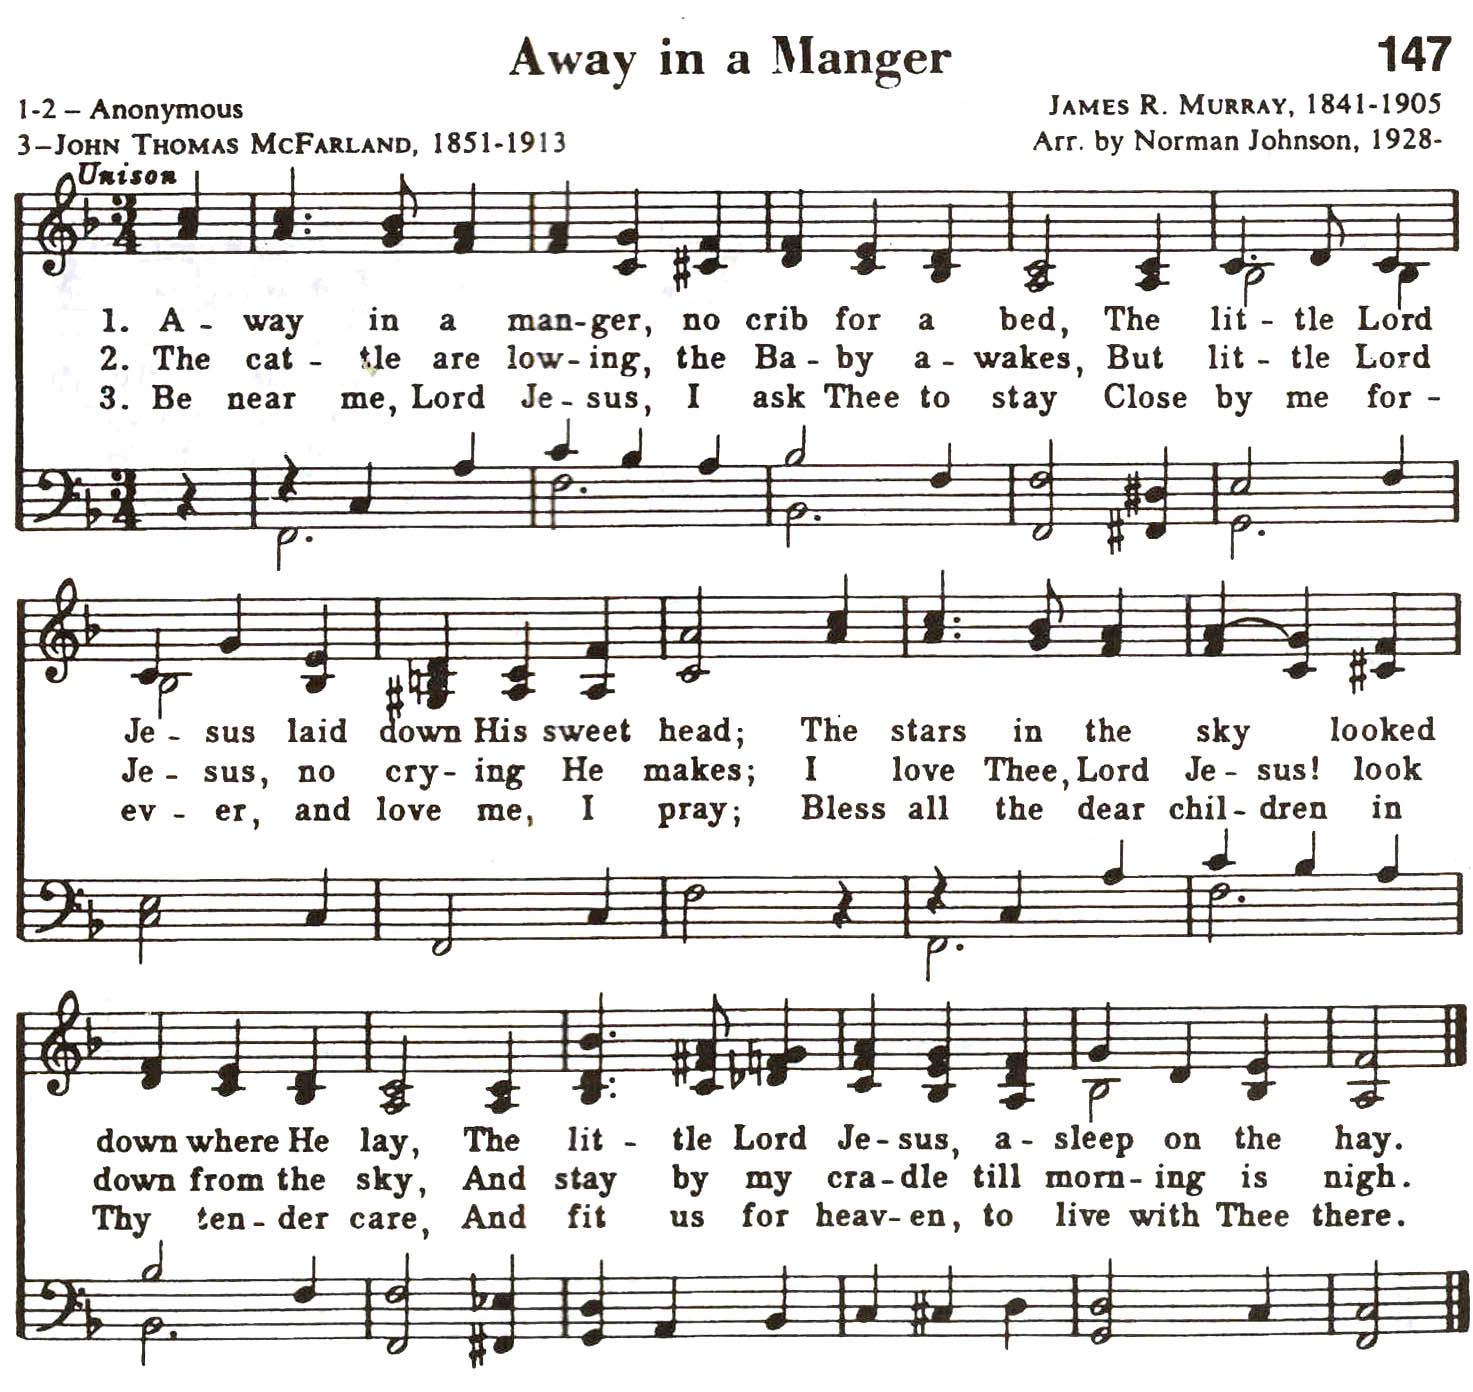 Away in a Manger 147
1-2 – Anonymous JAMES R. MURRAY, 1841-1905
3–JOHN THOMAS MCFARLAND, 1851-1913 Arr. by Norman Johnson, 1928-
Unison
3
4
1. A - way in a man-ger, no crib for a bed, The lit - tle Lord
2. The cat - tle are low-ing, the Ba - by a - wakes, But lit - tle Lord
3. Be near me, Lord Je - sus, I ask Thee to stay Close by me for -
3
4
Je - sus laid down His sweet head; The stars in the sky looked
Je - sus, no cry - ing He makes; I love Thee, Lord Je - sus! look
ev - er, and love me, I pray; Bless all the dear chil - dren in
down where He lay, The lit - tle Lord Je - sus, a - sleep on the hay.
down from the sky, And stay by my cra - dle till morn - ing is nigh.
Thy ten - der care, And fit us for heav - en, to live with Thee there.